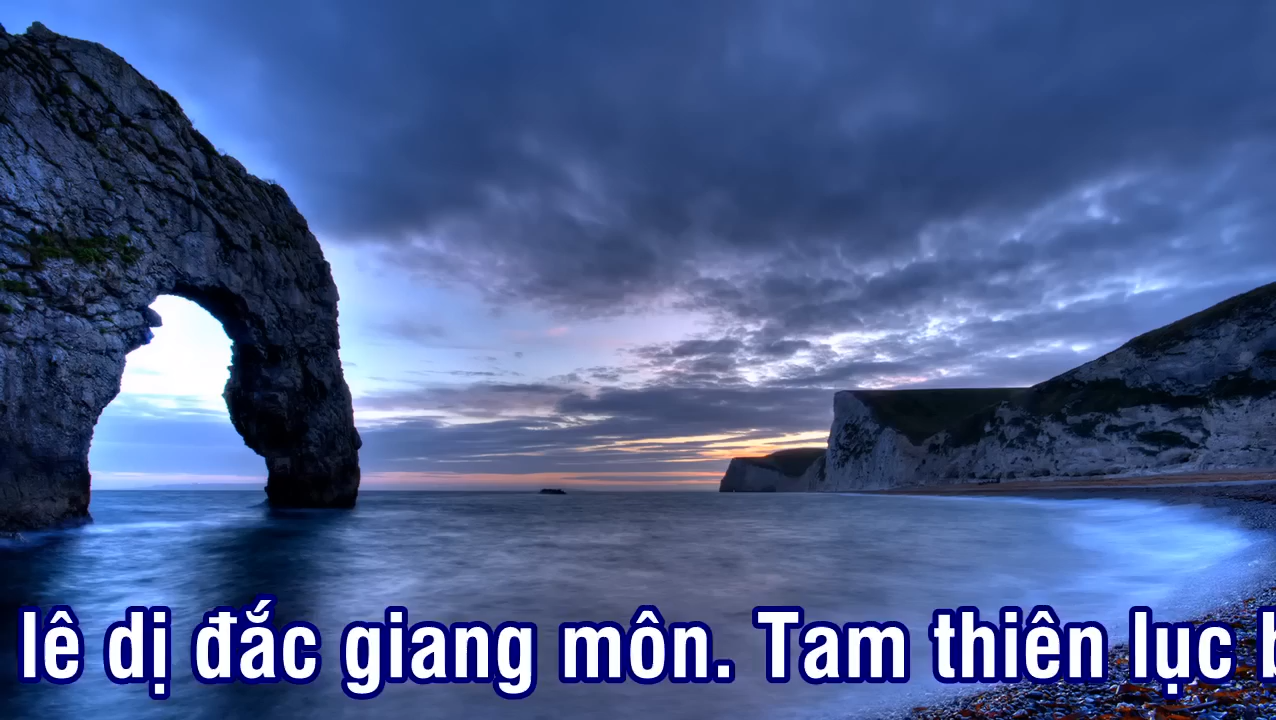 lê dị đắc giang môn. Tam thiên lục